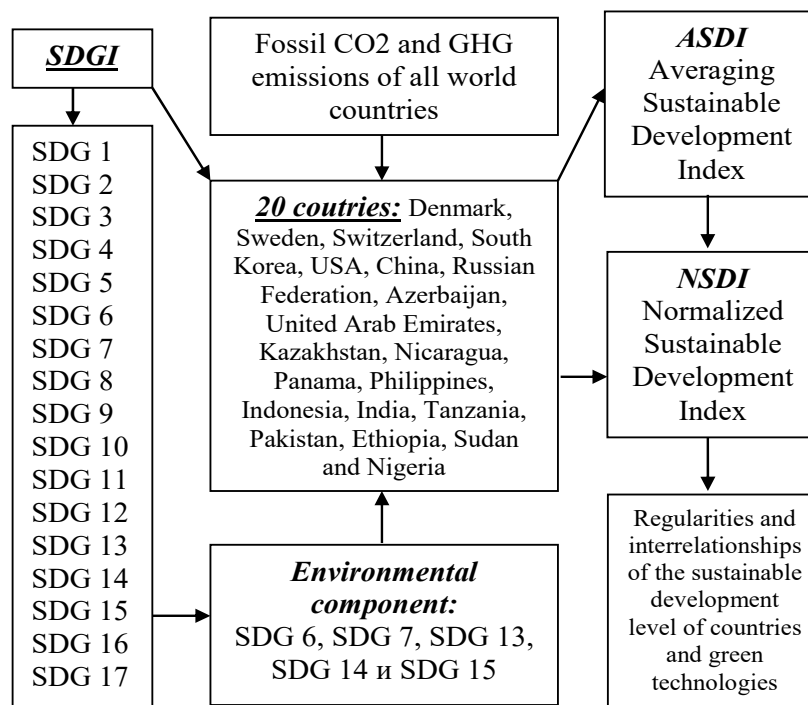 SDGI
SDG 1
SDG 2
SDG 3
SDG 4
SDG 5
SDG 6
SDG 7
SDG 8
SDG 9
SDG 10
SDG 11
SDG 12
SDG 13
SDG 14
SDG 15
SDG 16
SDG 17
Fossil CO2 and GHG
emissions of all world
countries
20 coutries: Denmark,
Sweden, Switzerland, South
Korea, USA, China, Russian
Federation, Azerbaijan,
United Arab Emirates,
Kazakhstan, Nicaragua,
Panama, Philippines,
Indonesia, India, Tanzania,
Pakistan, Ethiopia, Sudan
and Nigeria
Environmental
component:
SDG 6, SDG 7, SDG 13,
SDG 14 и SDG 15
ASDI
Averaging
Sustainable
Development
Index
NSDI
Normalized
Sustainable
Development
Index
Regularities and
interrelationships
of the sustainable
development
level of countries
and green
technologies